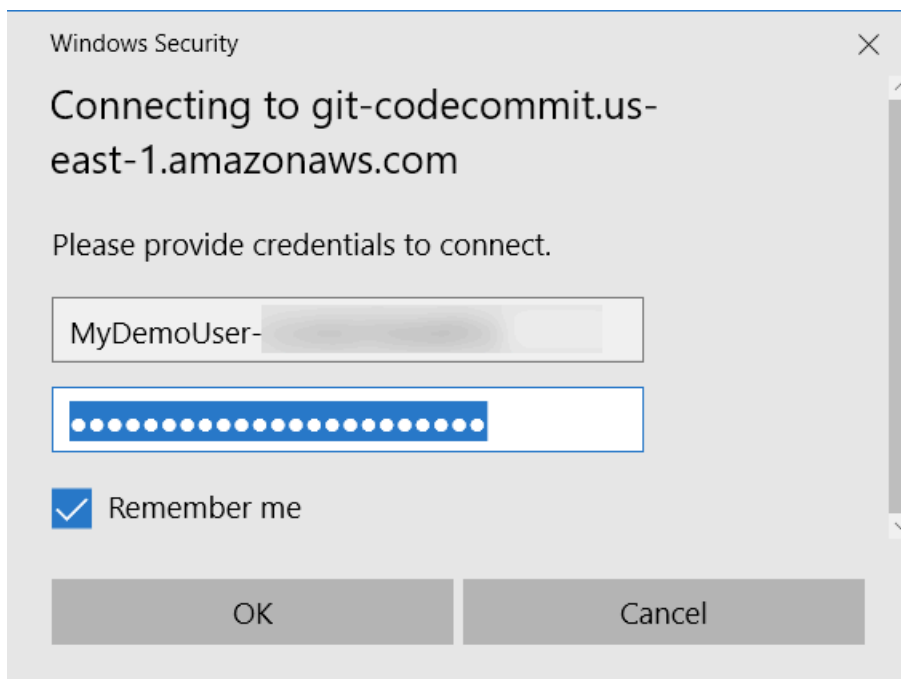 Windows Security
Connecting to git-codecommit.us-
east-1.amazonaws.com
Please provide credentials to connect.
MyDemoUser-
Remember me
OK
Cancel